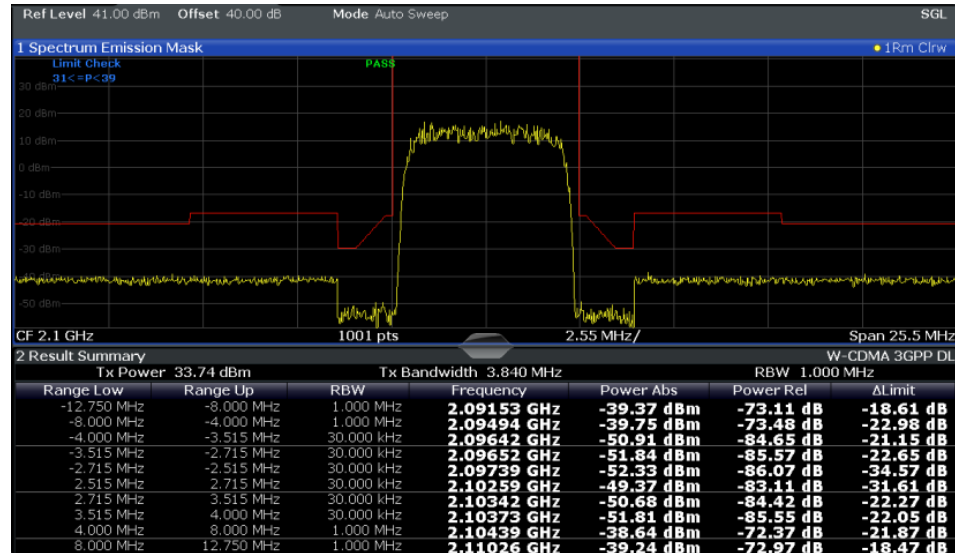 Ref Level 41.00 dBm Offset 40.00 dB Mode Auto Sweep SGL
1 Spectrum Emission Mask 1Rm Clrw
Limit Check PASS
31<=P<39
30 dBm
20 dBm
10 dBm
0 dBm
-10 dBm
-20 dBm
-30 dBm
-40 dBm
-50 dBm
CF 2.1 GHz 1001 pts 2.55 MHz/ Span 25.5 MHz
2 Result Summary W-CDMA 3GPP DL
Tx Power 33.74 dBm Tx Bandwidth 3.840 MHz RBW 1.000 MHz
Range Low Range Up RBW Frequency Power Abs Power Rel ΔLimit
-12.750 MHz -8.000 MHz 1.000 MHz 2.09153 GHz -39.37 dBm -73.11 dB -18.61 dB
-8.000 MHz -4.000 MHz 1.000 MHz 2.09494 GHz -39.75 dBm -73.48 dB -22.98 dB
-4.000 MHz -3.515 MHz 30.000 kHz 2.09642 GHz -50.91 dBm -84.65 dB -21.15 dB
-3.515 MHz -2.715 MHz 30.000 kHz 2.09652 GHz -51.84 dBm -85.57 dB -22.65 dB
-2.715 MHz -2.515 MHz 30.000 kHz 2.09739 GHz -52.33 dBm -86.07 dB -34.57 dB
2.515 MHz 2.715 MHz 30.000 kHz 2.10259 GHz -49.37 dBm -83.11 dB -31.61 dB
2.715 MHz 3.515 MHz 30.000 kHz 2.10342 GHz -50.68 dBm -84.42 dB -22.27 dB
3.515 MHz 4.000 MHz 30.000 kHz 2.10373 GHz -51.81 dBm -85.55 dB -22.05 dB
4.000 MHz 8.000 MHz 1.000 MHz 2.10439 GHz -38.64 dBm -72.37 dB -21.87 dB
8.000 MHz 12.750 MHz 1.000 MHz 2.11026 GHz -39.24 dBm -72.97 dB -18.47 dB